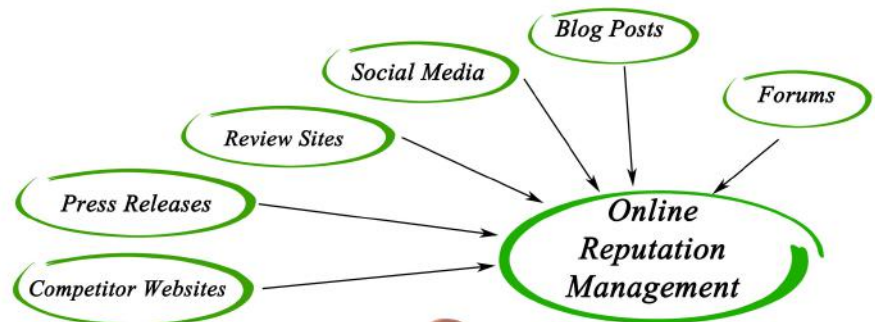 Blog Posts
Social Media
Forums
Review Sites
Press Releases
Competitor Websites
Online
Reputation
Management